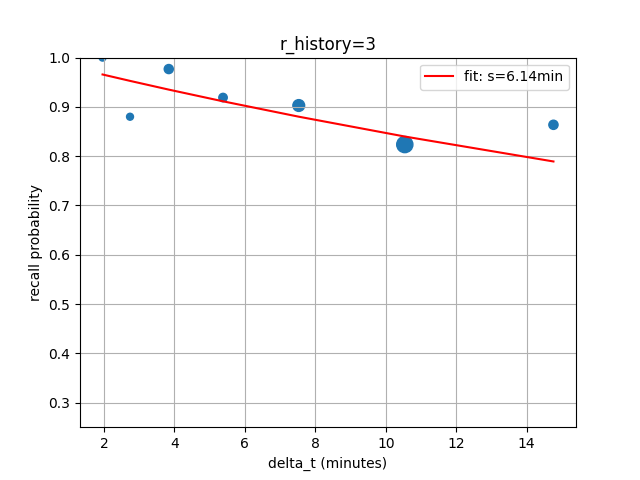 r_history=3
fit: s=6.14min
1.0
0.9
0.8
0.7
0.6
0.5
0.4
0.3
recall probability
2 4 6 8 10 12 14
delta_t (minutes)